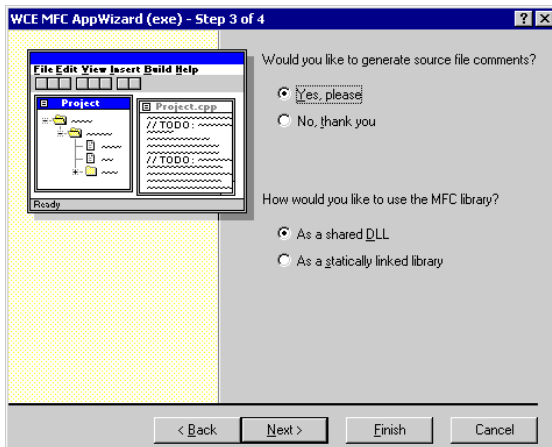 WCE MFC AppWizard (exe) - Step 3 of 4
File Edit View Insert Build Help
Project
Project.cpp
// TODO:
// TODO:
Ready
Would you like to generate source file comments?
Yes, please
No, thank you
How would you like to use the MFC library?
As a shared DLL
As a statically linked library
< Back
Next >
Finish
Cancel